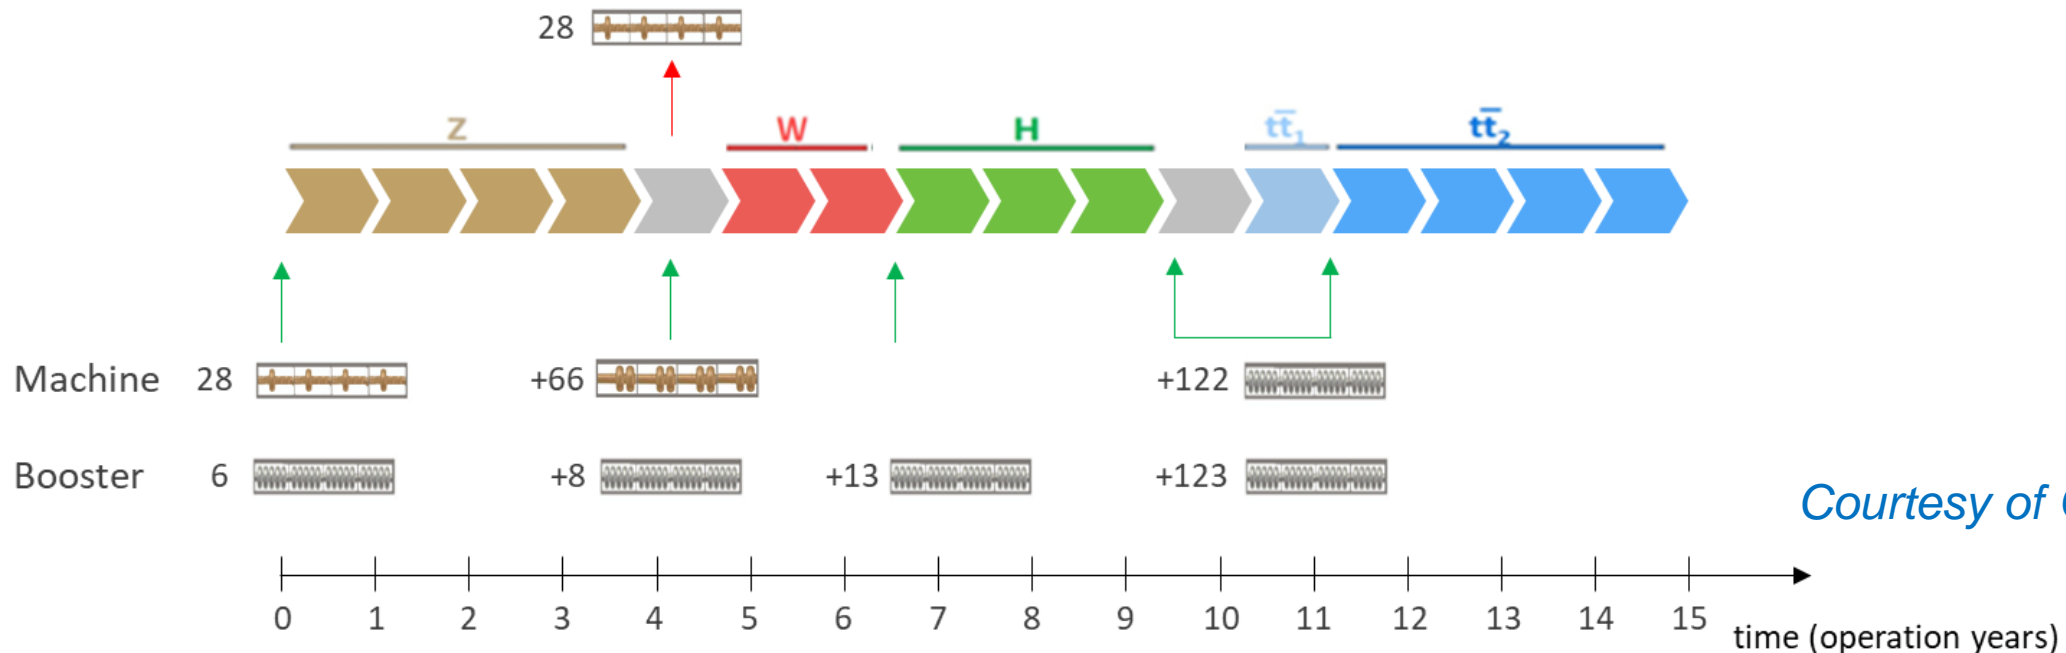 28
Z W H tt̅₁ tt̅₂
Machine 28 +66 +122
Booster 6 +8 +13 +123
Courtesy of
0 1 2 3 4 5 6 7 8 9 10 11 12 13 14 15
time (operation years)